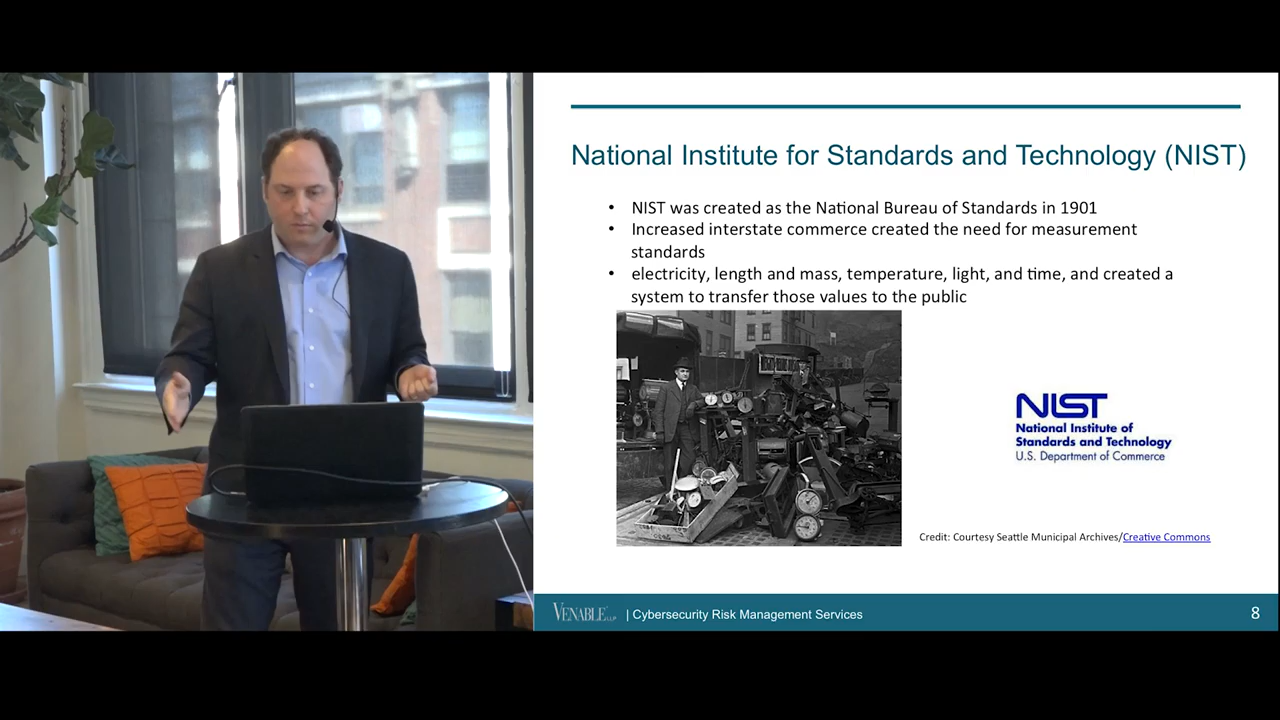 National Institute for Standards and Technology (NIST)
• NIST was created as the National Bureau of Standards in 1901
• Increased interstate commerce created the need for measurement
standards
• electricity, length and mass, temperature, light, and time, and created a
system to transfer those values to the public
NIST
National Institute of
Standards and Technology
U.S. Department of Commerce
Credit: Courtesy Seattle Municipal Archives/Creative Commons
VENABLE LLP | Cybersecurity Risk Management Services
8